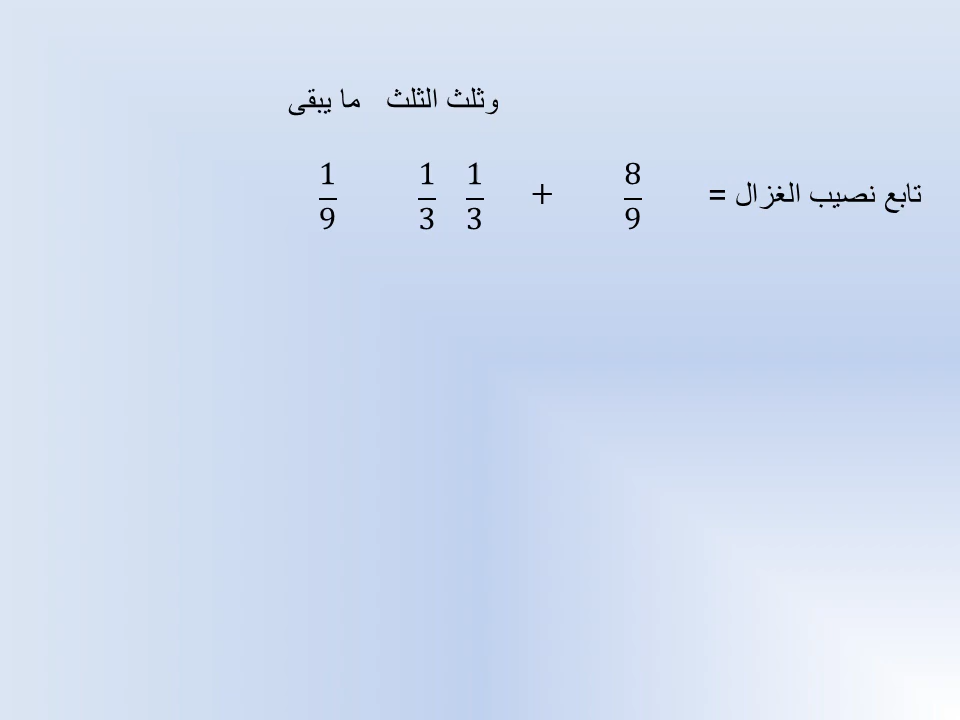 وثلث الثلث ما يبقى
تابع نصيب الغزال = 8/9 + 1/3 1/3 1/9